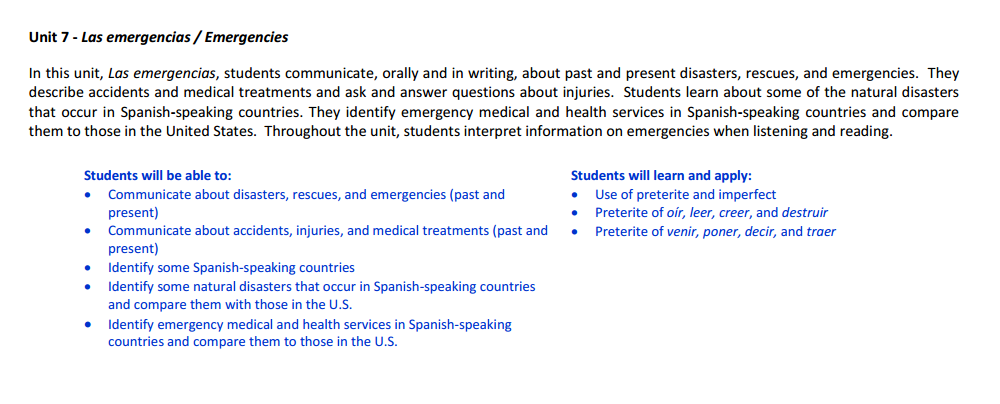 Unit 7 - Las emergencias / Emergencies
In this unit, Las emergencias, students communicate, orally and in writing, about past and present disasters, rescues, and emergencies. They
describe accidents and medical treatments and ask and answer questions about injuries. Students learn about some of the natural disasters
that occur in Spanish-speaking countries. They identify emergency medical and health services in Spanish-speaking countries and compare
them to those in the United States. Throughout the unit, students interpret information on emergencies when listening and reading.
Students will be able to:
• Communicate about disasters, rescues, and emergencies (past and
present)
• Communicate about accidents, injuries, and medical treatments (past and
present)
• Identify some Spanish-speaking countries
• Identify some natural disasters that occur in Spanish-speaking countries
and compare them with those in the U.S.
• Identify emergency medical and health services in Spanish-speaking
countries and compare them to those in the U.S.
Students will learn and apply:
• Use of preterite and imperfect
• Preterite of oír, leer, creer, and destruir
• Preterite of venir, poner, decir, and traer